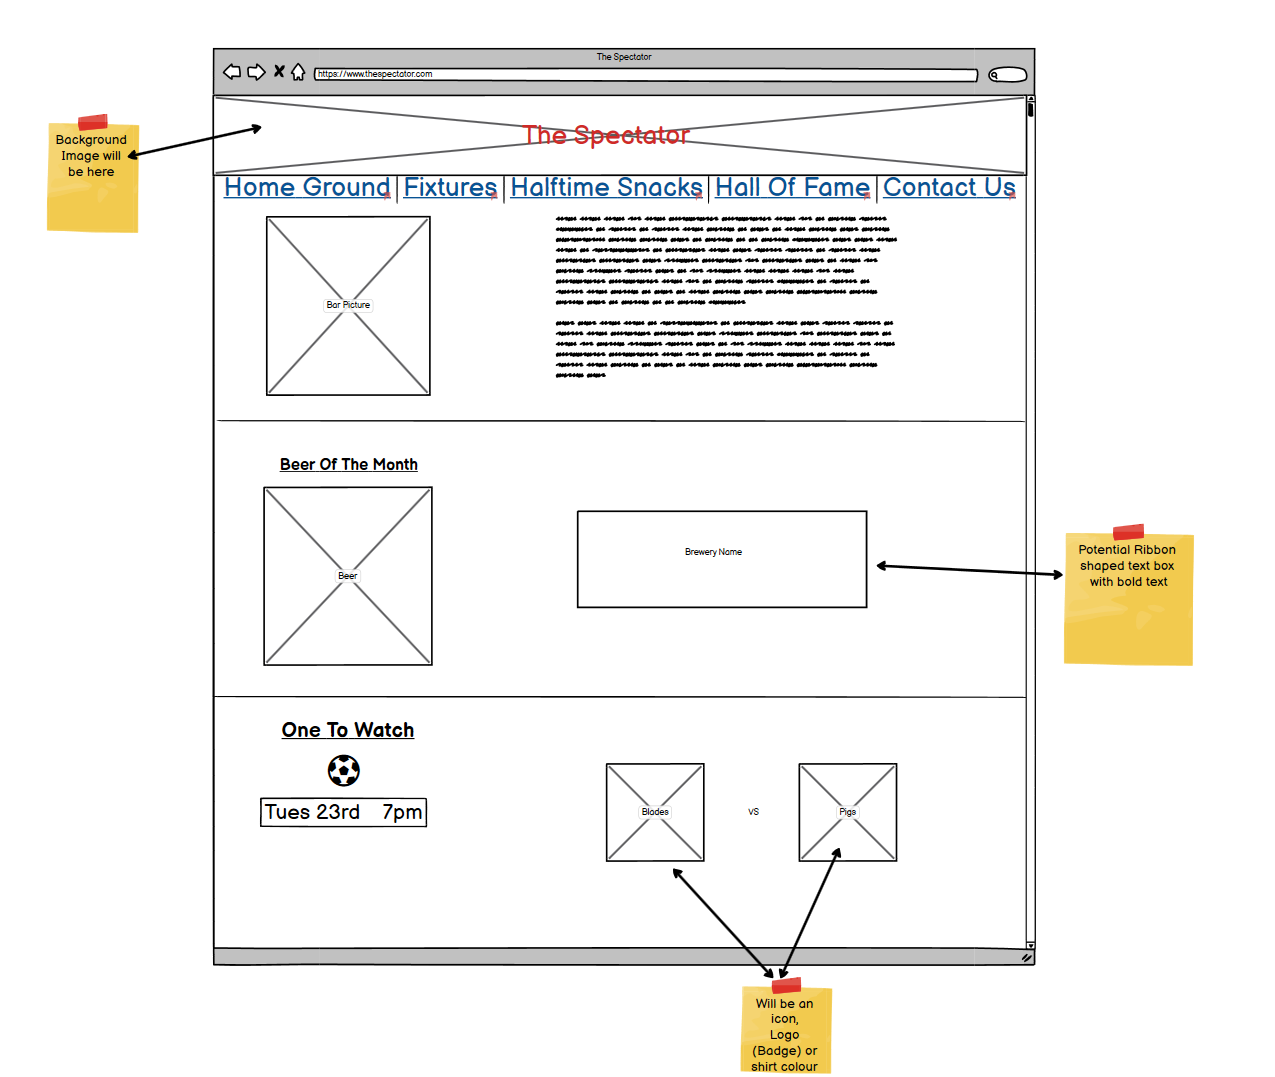 The Spectator
https://www.thespectator.com
The Spectator
Background
Image will
be here
Home Ground Fixtures Halftime Snacks Hall Of Fame Contact Us
Bar Picture
Beer Of The Month
Beer
Brewery Name
Potential Ribbon
shaped text box
with bold text
One To Watch
Tues 23rd 7pm
Blades vs Pigs
Will be an
icon,
Logo
(Badge) or
shirt colour